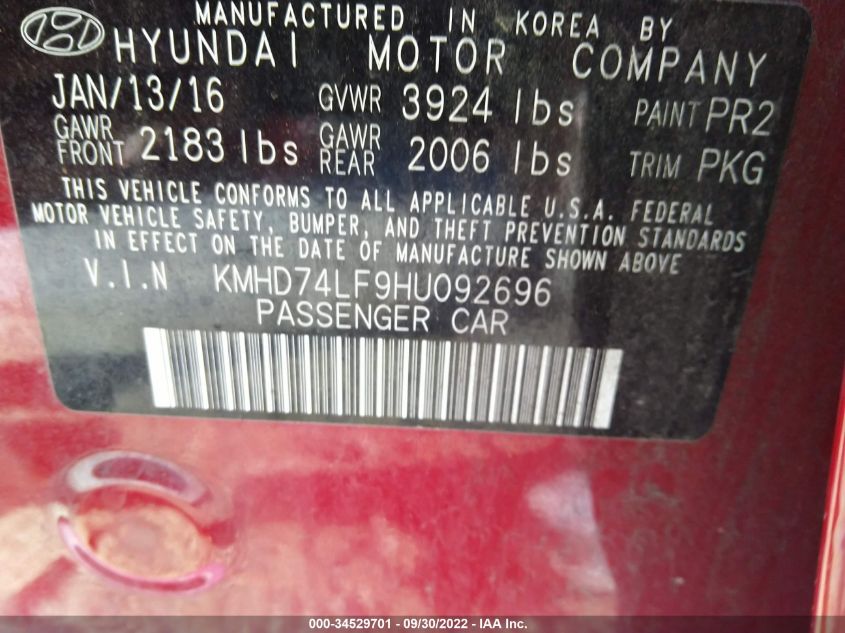 MANUFACTURED IN KOREA BY
HYUNDAI MOTOR COMPANY
JAN/13/16 GVWR 3924 lbs PAINT PR2
GAWR FRONT 2183 lbs GAWR REAR 2006 lbs TRIM PKG
THIS VEHICLE CONFORMS TO ALL APPLICABLE U.S.A. FEDERAL
MOTOR VEHICLE SAFETY, BUMPER, AND THEFT PREVENTION STANDARDS
IN EFFECT ON THE DATE OF MANUFACTURE SHOWN ABOVE
V.I.N KMHD74LF9HU092696
PASSENGER CAR
000-34529701 - 09/30/2022 - IAA Inc.